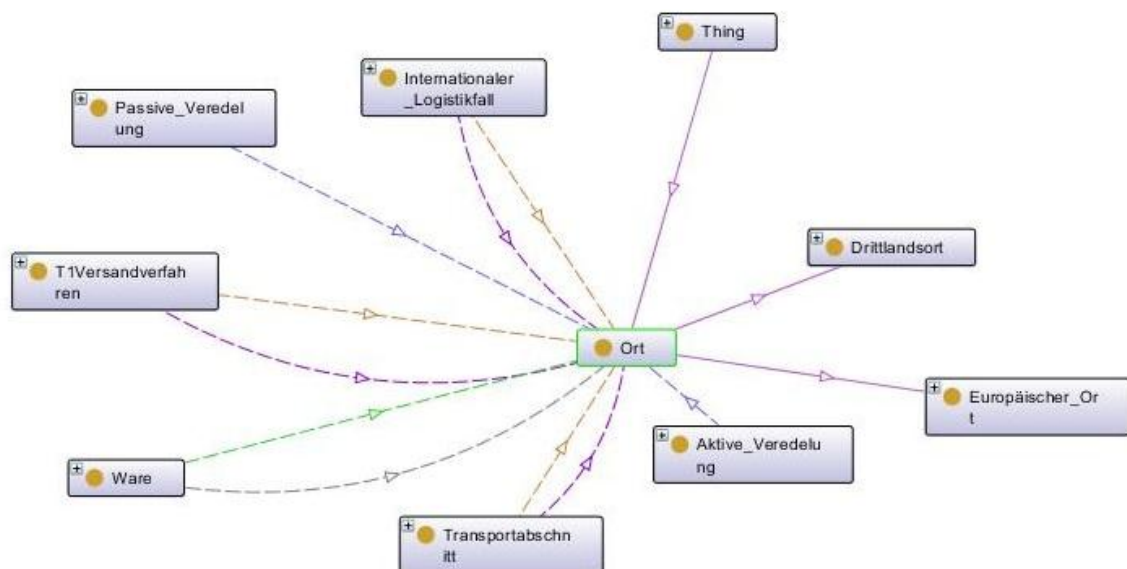 Thing
Internationaler
_Logistikfall
Passive_Veredel
ung
Drittlandsort
T1Versandverfah
ren
Ort
Europäischer_Or
t
Aktive_Veredelu
ng
Ware
Transportabschn
itt